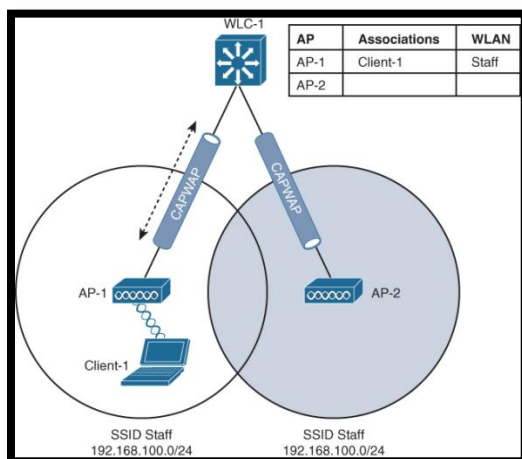 WLC-1
AP Associations WLAN
AP-1 Client-1 Staff
AP-2
CAPWAP
CAPWAP
AP-1
AP-2
Client-1
SSID Staff
192.168.100.0/24
SSID Staff
192.168.100.0/24